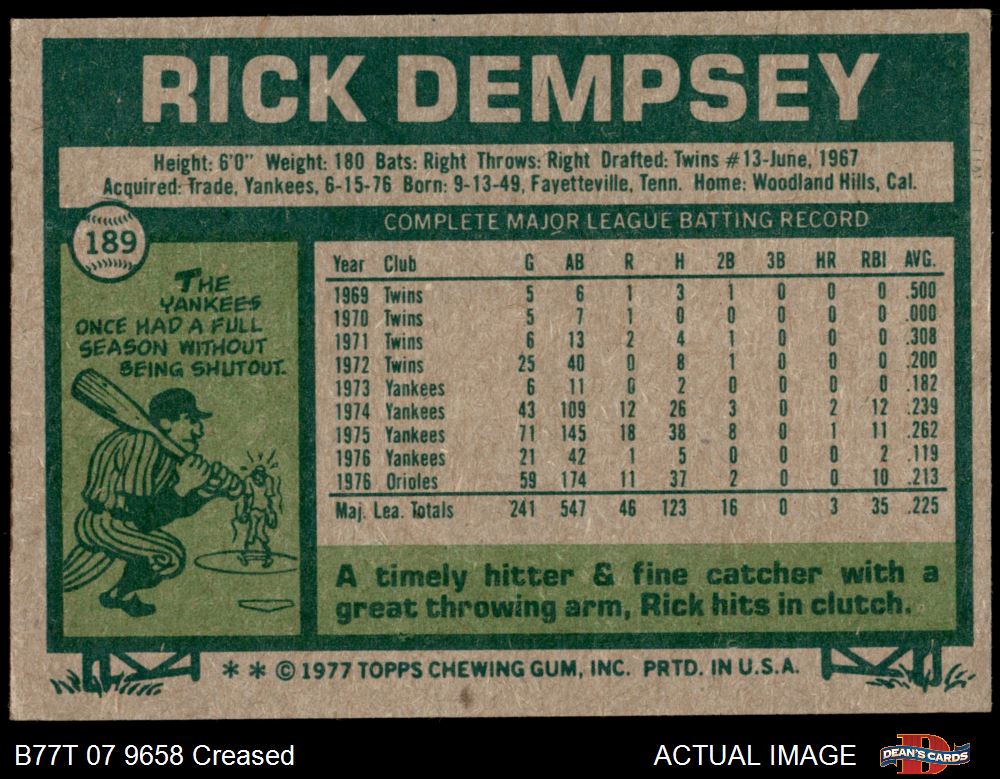 RICK DEMPSEY
Height: 6'0" Weight: 180 Bats: Right Throws: Right Drafted: Twins #13-June, 1967
Acquired: Trade, Yankees, 6-15-76 Born: 9-13-49, Fayetteville, Tenn. Home: Woodland Hills, Cal.
189
THE
YANKEES
ONCE HAD A FULL
SEASON WITHOUT
BEING SHUTOUT.
COMPLETE MAJOR LEAGUE BATTING RECORD
Year Club G AB R H 2B 3B HR RBI AVG.
1969 Twins 5 6 1 3 1 0 0 0 .500
1970 Twins 5 7 1 0 0 0 0 0 .000
1971 Twins 6 13 2 4 1 0 0 0 .308
1972 Twins 25 40 0 8 1 0 0 0 .200
1973 Yankees 6 11 0 2 0 0 0 0 .182
1974 Yankees 43 109 12 26 3 0 2 12 .239
1975 Yankees 71 145 18 38 8 0 1 11 .262
1976 Yankees 21 42 1 5 0 0 0 2 .119
1976 Orioles 59 174 11 37 2 0 0 10 .213
Maj. Lea. Totals 241 547 46 123 16 0 3 35 .225
A timely hitter & fine catcher with a
great throwing arm, Rick hits in clutch.
* * © 1977 TOPPS CHEWING GUM, INC. PRTD. IN U.S.A.
B77T 07 9658 Creased
ACTUAL IMAGE
DEAN'S CARDS